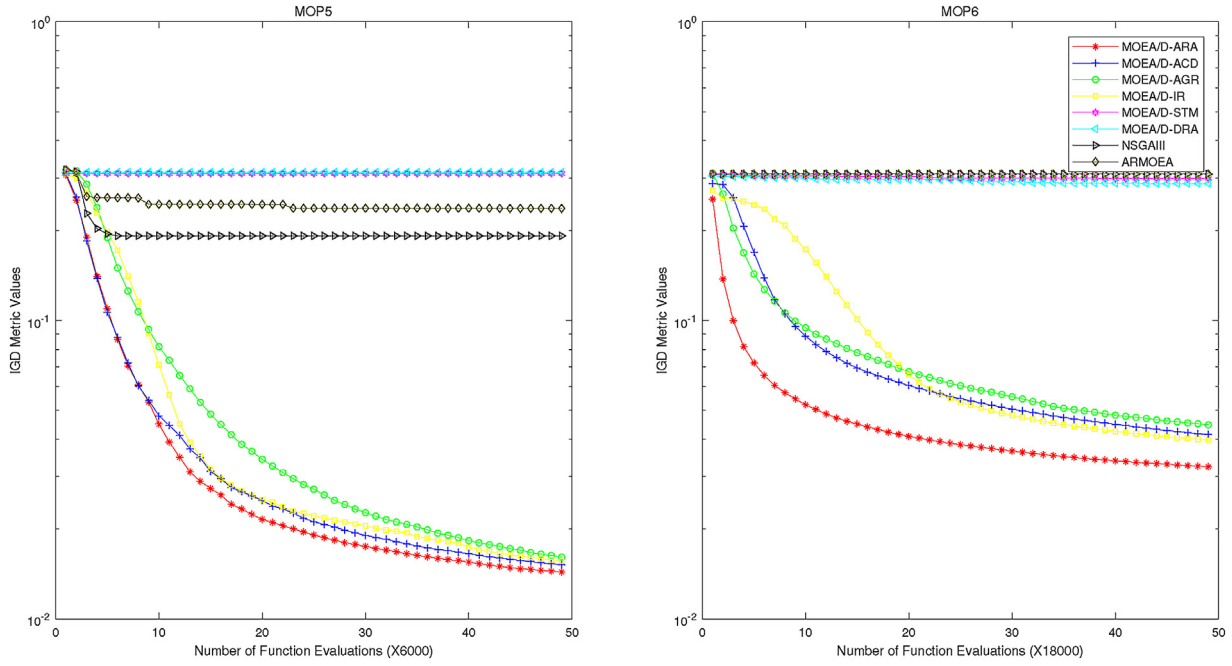 MOP5
10^0
10^-1
10^-2
IGD Metric Values
0 10 20 30 40 50
Number of Function Evaluations (X6000)
MOP6
10^0
10^-1
10^-2
IGD Metric Values
0 10 20 30 40 50
Number of Function Evaluations (X18000)
MOEA/D-ARA
MOEA/D-ACD
MOEA/D-AGR
MOEA/D-IR
MOEA/D-STM
MOEA/D-DRA
NSGAIII
ARMOEA